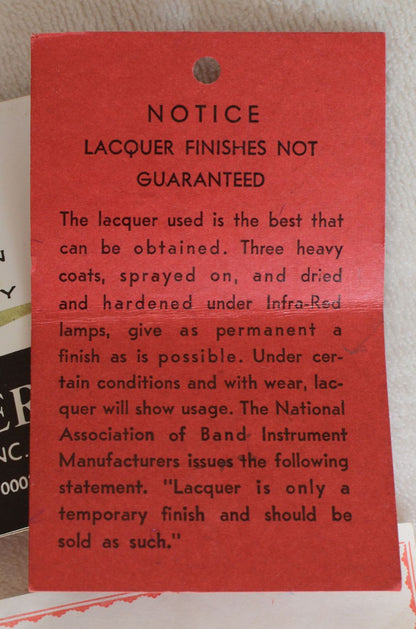 NOTICE
LACQUER FINISHES NOT
GUARANTEED
The lacquer used is the best that
can be obtained. Three heavy
coats, sprayed on, and dried
and hardened under Infra-Red
lamps, give as permanent a
finish as is possible. Under cer-
tain conditions and with wear, lac-
quer will show usage. The National
Association of Band Instrument
Manufacturers issues the following
statement. "Lacquer is only a
temporary finish and should be
sold as such."
N
Y
ER
NC.
000